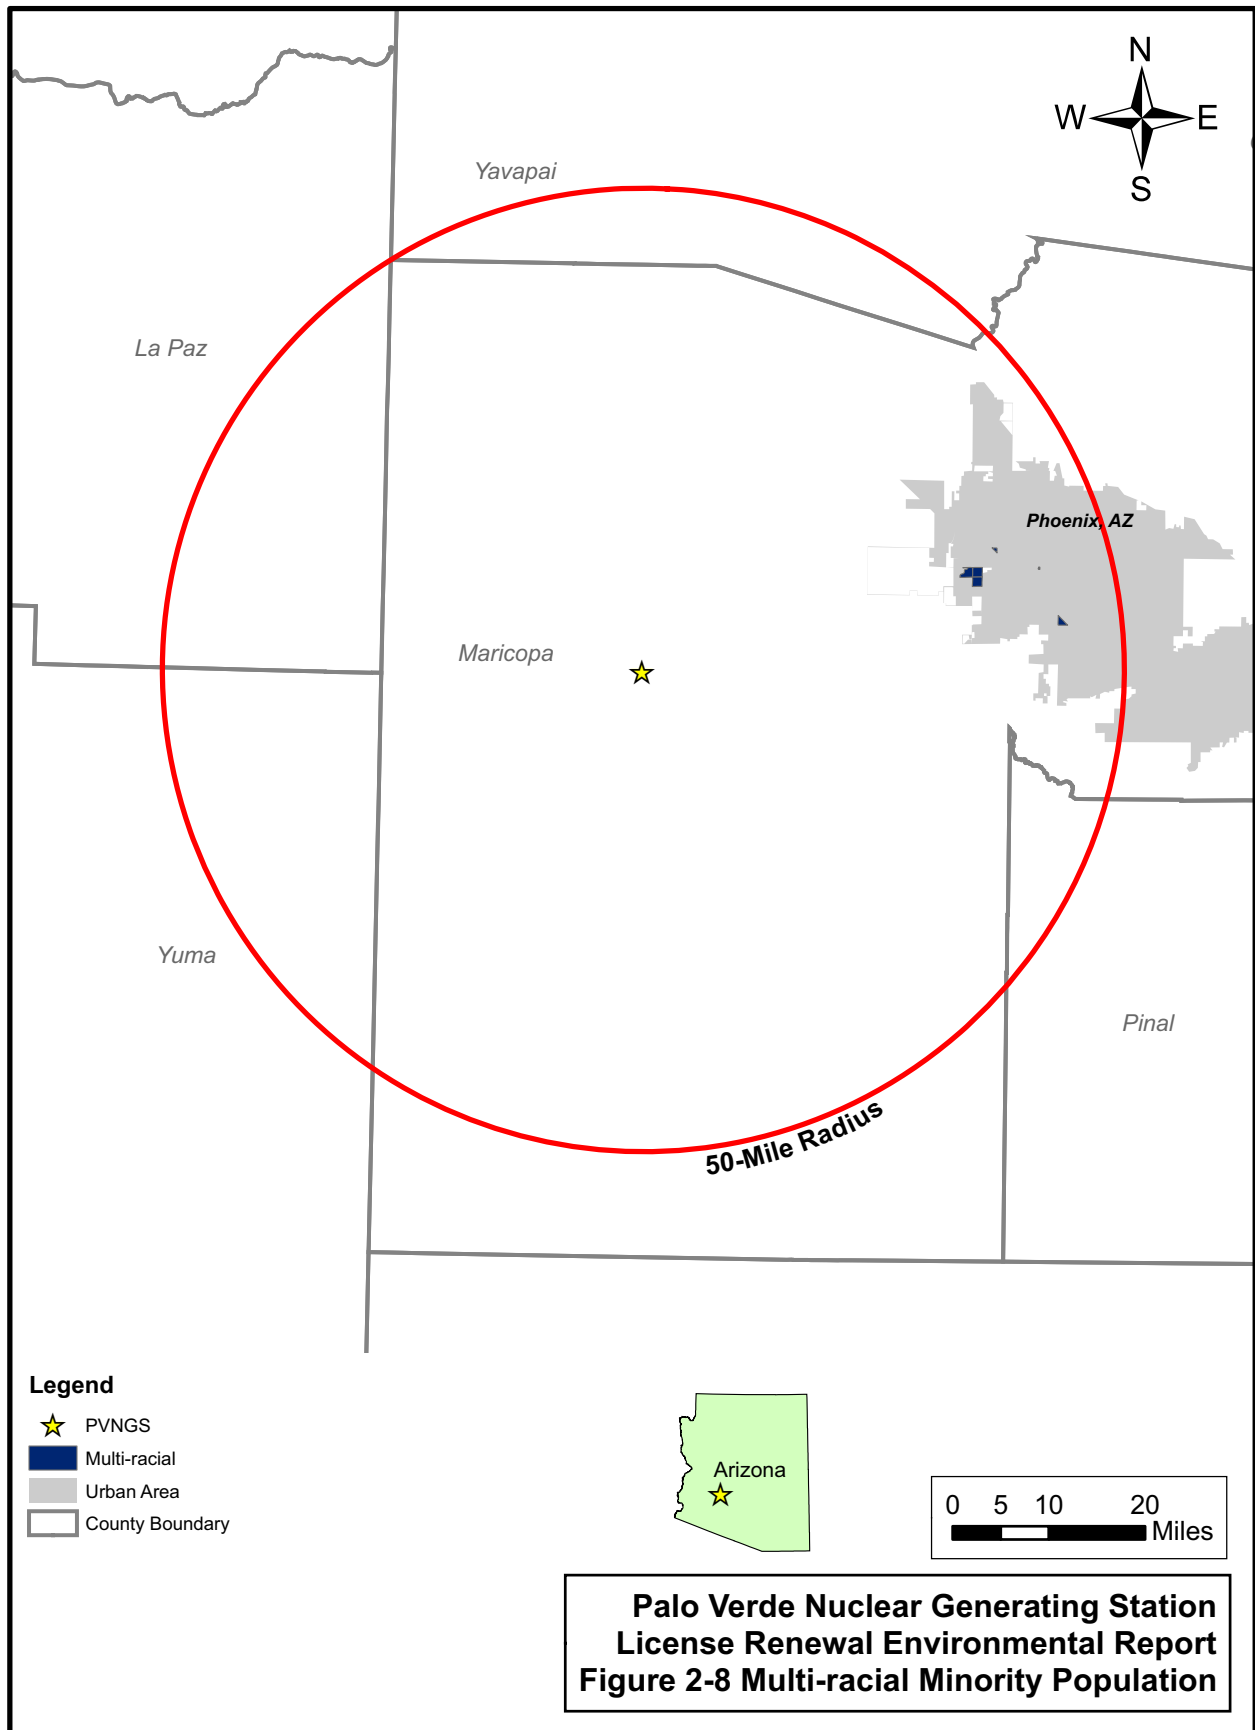 N
W
E
S
Yavapai
La Paz
Phoenix, AZ
Maricopa
Yuma
Pinal
50-Mile Radius
Legend
PVNGS
Multi-racial
Urban Area
County Boundary
Arizona
0 5 10 20
Miles
Palo Verde Nuclear Generating Station
License Renewal Environmental Report
Figure 2-8 Multi-racial Minority Population